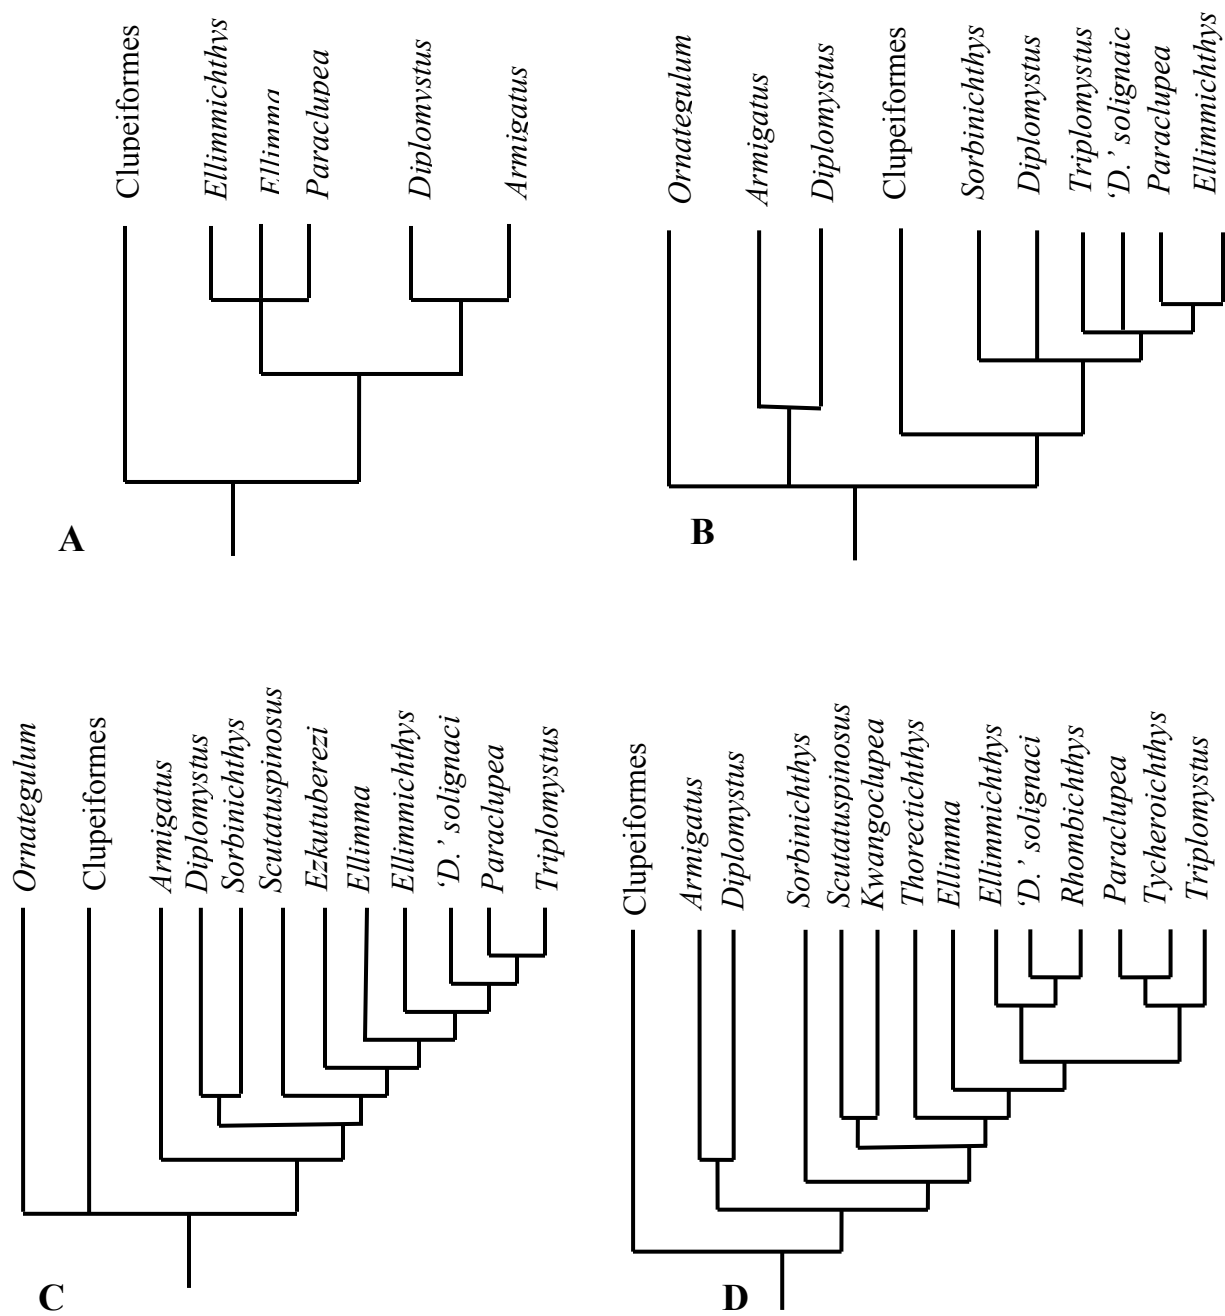 Clupeiformes
Ellimmichthys
Ellimma
Paraclupea
Diplomystus
Armigatus
A
Ornategulum
Armigatus
Diplomystus
Clupeiformes
Sorbinichthys
Diplomystus
Triplomystus
‘D.’ solignaic
Paraclupea
Ellimmichthys
B
Ornategulum
Clupeiformes
Armigatus
Diplomystus
Sorbinichthys
Scutatuspinosus
Ezkutuberezi
Ellimma
Ellimmichthys
‘D.’ solignaci
Paraclupea
Triplomystus
C
Clupeiformes
Armigatus
Diplomystus
Sorbinichthys
Scutatuspinosus
Kwangoclupea
Thorectichthys
Ellimma
Ellimmichthys
‘D.’ solignaci
Rhombichthys
Paraclupea
Tycheroichthys
Triplomystus
D